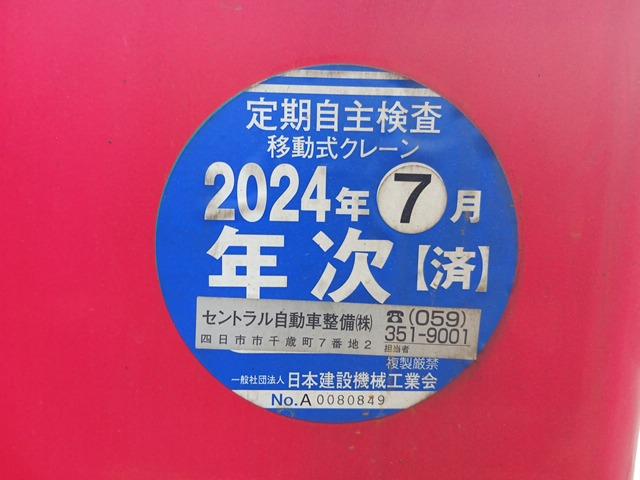 定期自主検査
移動式クレーン
2024年 7 月
年次【済】
セントラル自動車整備㈱ ☎(059)
四日市市千歳町7番地2 351-9001
担当者
複製厳禁
一般社団法人 日本建設機械工業会
No.A 0080849